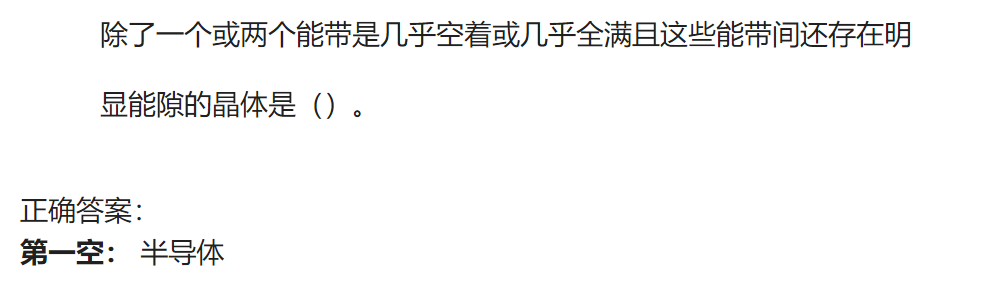 除了一个或两个能带是几乎空着或几乎全满且这些能带间还存在明
显能隙的晶体是（）。
正确答案：
第一空： 半导体